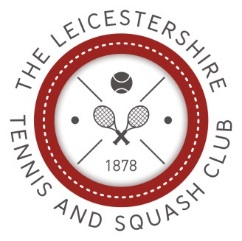 THE LEICESTERSHIRE
TENNIS AND SQUASH CLUB
1878